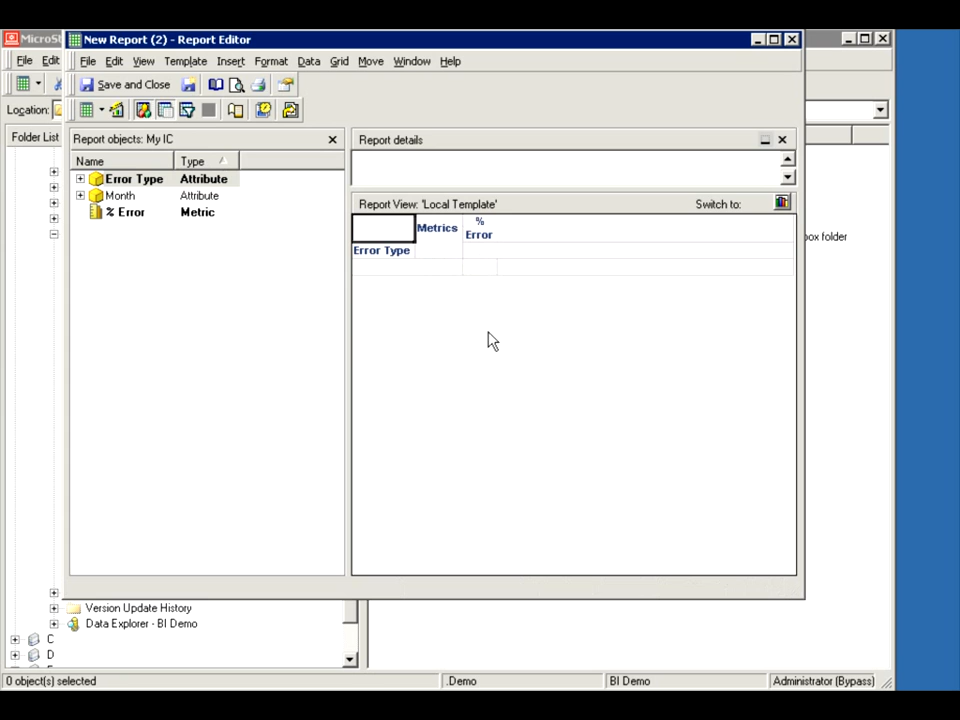 MicroSt
New Report (2) - Report Editor
File Edit
File Edit View Template Insert Format Data Grid Move Window Help
Save and Close
Location:
Folder List
Report objects: My IC
Report details
Name Type
Error Type Attribute
Month Attribute
% Error Metric
Report View: 'Local Template' Switch to:
Metrics % Error
Error Type
box folder
Version Update History
Data Explorer - BI Demo
C
D
0 object(s) selected .Demo BI Demo Administrator (Bypass)